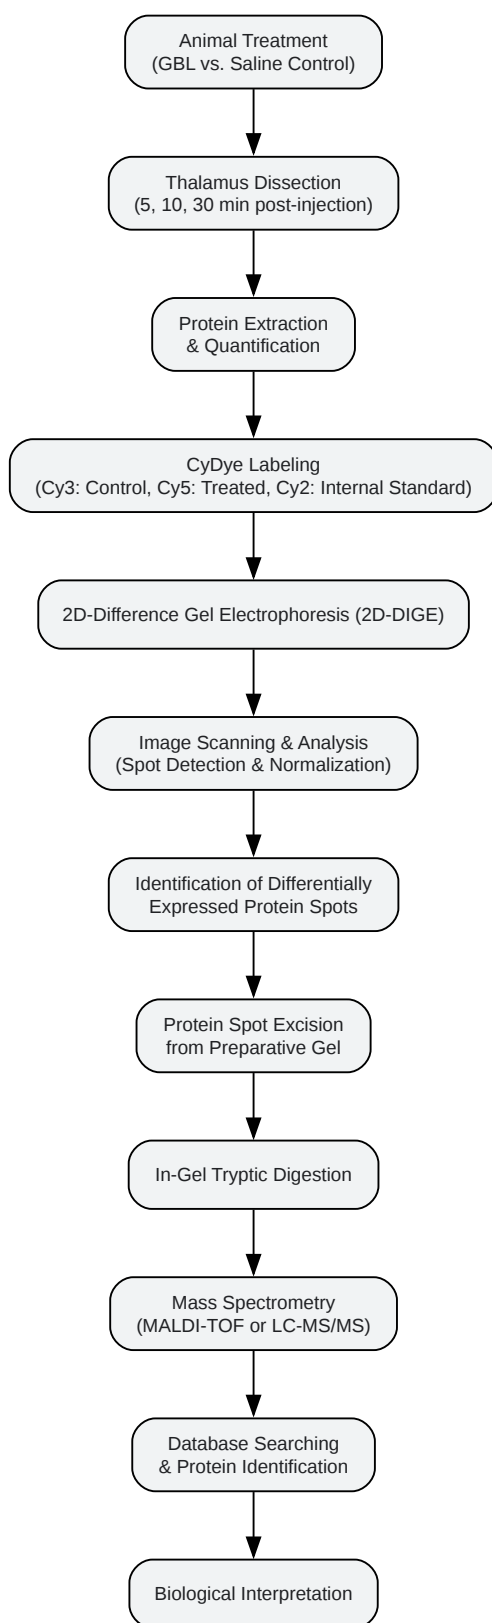 Animal Treatment
(GBL vs. Saline Control)
Thalamus Dissection
(5, 10, 30 min post-injection)
Protein Extraction
& Quantification
CyDye Labeling
(Cy3: Control, Cy5: Treated, Cy2: Internal Standard)
2D-Difference Gel Electrophoresis (2D-DIGE)
Image Scanning & Analysis
(Spot Detection & Normalization)
Identification of Differentially
Expressed Protein Spots
Protein Spot Excision
from Preparative Gel
In-Gel Tryptic Digestion
Mass Spectrometry
(MALDI-TOF or LC-MS/MS)
Database Searching
& Protein Identification
Biological Interpretation